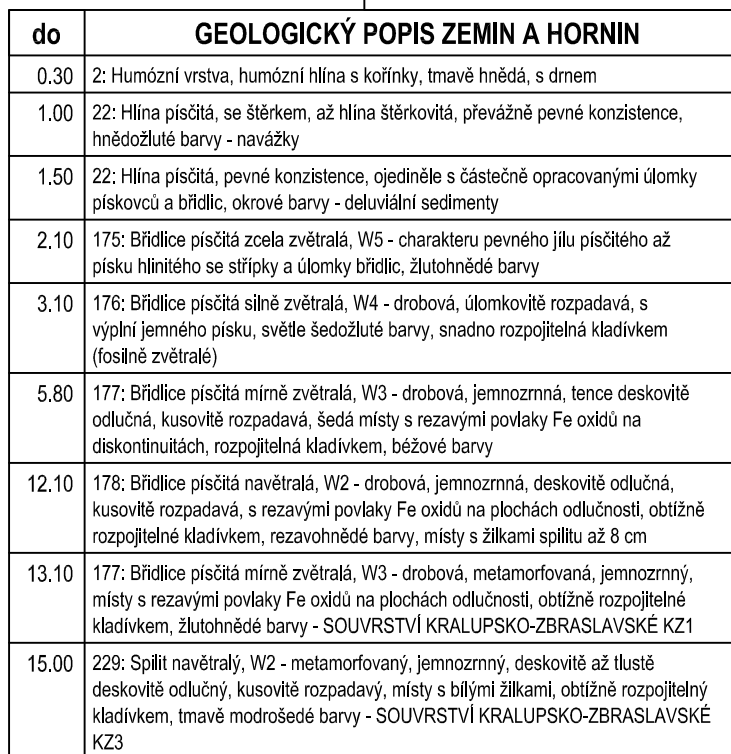 do GEOLOGICKÝ POPIS ZEMIN A HORNIN
0.30 2: Humózní vrstva, humózní hlína s kořínky, tmavě hnědá, s drnem
1.00 22: Hlína písčitá, se štěrkem, až hlína štěrkovitá, převážně pevné konzistence,
hnědožluté barvy - navážky
1.50 22: Hlína písčitá, pevné konzistence, ojediněle s částečně opracovanými úlomky
pískovců a břidlic, okrové barvy - deluviální sedimenty
2.10 175: Břidlice písčitá zcela zvětralá, W5 - charakteru pevného jílu písčitého až
písku hlinitého se střípky a úlomky břidlic, žlutohnědé barvy
3.10 176: Břidlice písčitá silně zvětralá, W4 - drobová, úlomkovitě rozpadavá, s
výplní jemného písku, světle šedožluté barvy, snadno rozpojitelná kladívkem
(fosilně zvětralé)
5.80 177: Břidlice písčitá mírně zvětralá, W3 - drobová, jemnozrnná, tence deskovitě
odlučná, kusovitě rozpadavá, šedá místy s rezavými povlaky Fe oxidů na
diskontinuitách, rozpojitelná kladívkem, béžové barvy
12.10 178: Břidlice písčitá navětralá, W2 - drobová, jemnozrnná, deskovitě odlučná,
kusovitě rozpadavá, s rezavými povlaky Fe oxidů na plochách odlučnosti, obtížně
rozpojitelné kladívkem, rezavohnědé barvy, místy s žilkami spilitu až 8 cm
13.10 177: Břidlice písčitá mírně zvětralá, W3 - drobová, metamorfovaná, jemnozrnný,
místy s rezavými povlaky Fe oxidů na plochách odlučnosti, obtížně rozpojitelné
kladívkem, žlutohnědé barvy - SOUVRSTVÍ KRALUPSKO-ZBRASLAVSKÉ KZ1
15.00 229: Spilit navětralý, W2 - metamorfovaný, jemnozrnný, deskovitě až tlustě
deskovitě odlučný, kusovitě rozpadavý, místy s bílými žilkami, obtížně rozpojitelný
kladívkem, tmavě modrošedé barvy - SOUVRSTVÍ KRALUPSKO-ZBRASLAVSKÉ
KZ3